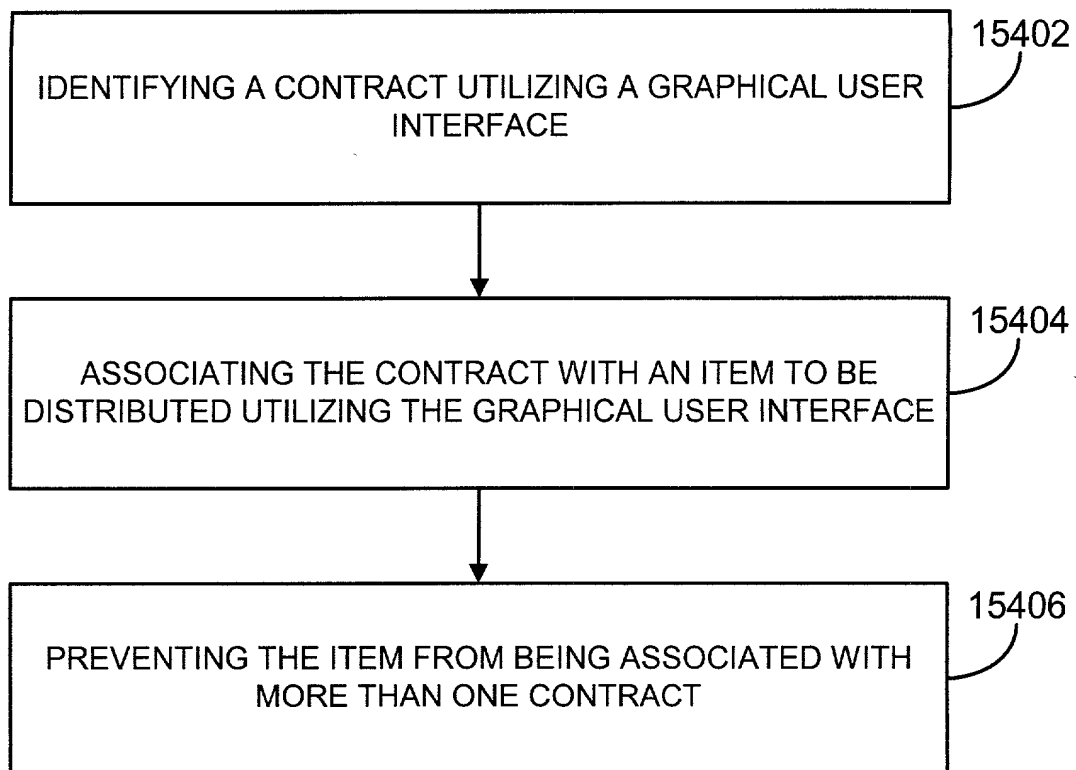 15402
IDENTIFYING A CONTRACT UTILIZING A GRAPHICAL USER
INTERFACE
15404
ASSOCIATING THE CONTRACT WITH AN ITEM TO BE
DISTRIBUTED UTILIZING THE GRAPHICAL USER INTERFACE
15406
PREVENTING THE ITEM FROM BEING ASSOCIATED WITH
MORE THAN ONE CONTRACT